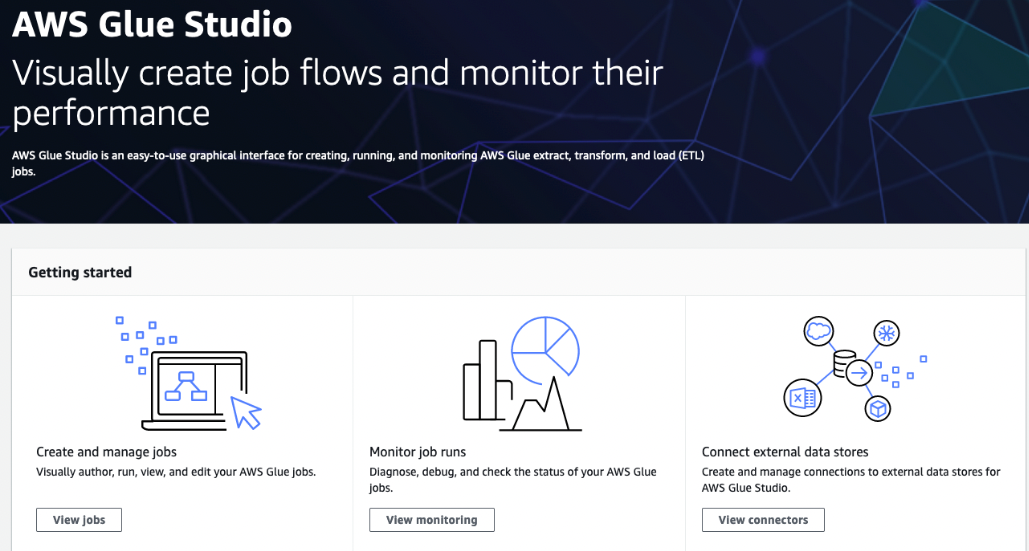 AWS Glue Studio
Visually create job flows and monitor their
performance
AWS Glue Studio is an easy-to-use graphical interface for creating, running, and monitoring AWS Glue extract, transform, and load (ETL)
jobs.
Getting started
Create and manage jobs
Visually author, run, view, and edit your AWS Glue jobs.
View jobs
Monitor job runs
Diagnose, debug, and check the status of your AWS Glue
jobs.
View monitoring
X
Connect external data stores
Create and manage connections to external data stores for
AWS Glue Studio.
View connectors